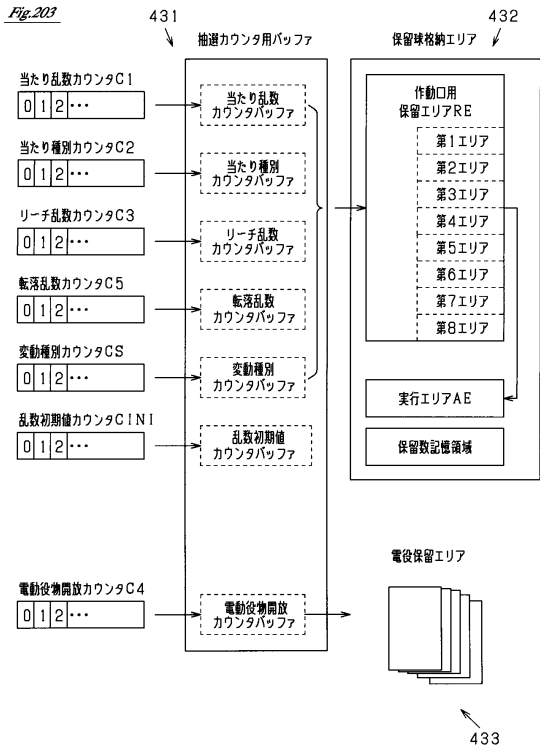 Fig.203
431
432
抽選カウンタ用バッファ
保留球格納エリア
当たり乱数カウンタC1
0 1 2 ･･･
当たり乱数
カウンタバッファ
当たり種別カウンタC2
0 1 2 ･･･
当たり種別
カウンタバッファ
リーチ乱数カウンタC3
0 1 2 ･･･
リーチ乱数
カウンタバッファ
転落乱数カウンタC5
0 1 2 ･･･
転落乱数
カウンタバッファ
変動種別カウンタCS
0 1 2 ･･･
変動種別
カウンタバッファ
乱数初期値カウンタCINI
0 1 2 ･･･
乱数初期値
カウンタバッファ
電動役物開放カウンタC4
0 1 2 ･･･
電動役物開放
カウンタバッファ
作動口用
保留エリアRE
第1エリア
第2エリア
第3エリア
第4エリア
第5エリア
第6エリア
第7エリア
第8エリア
実行エリアAE
保留数記憶領域
電役保留エリア
433